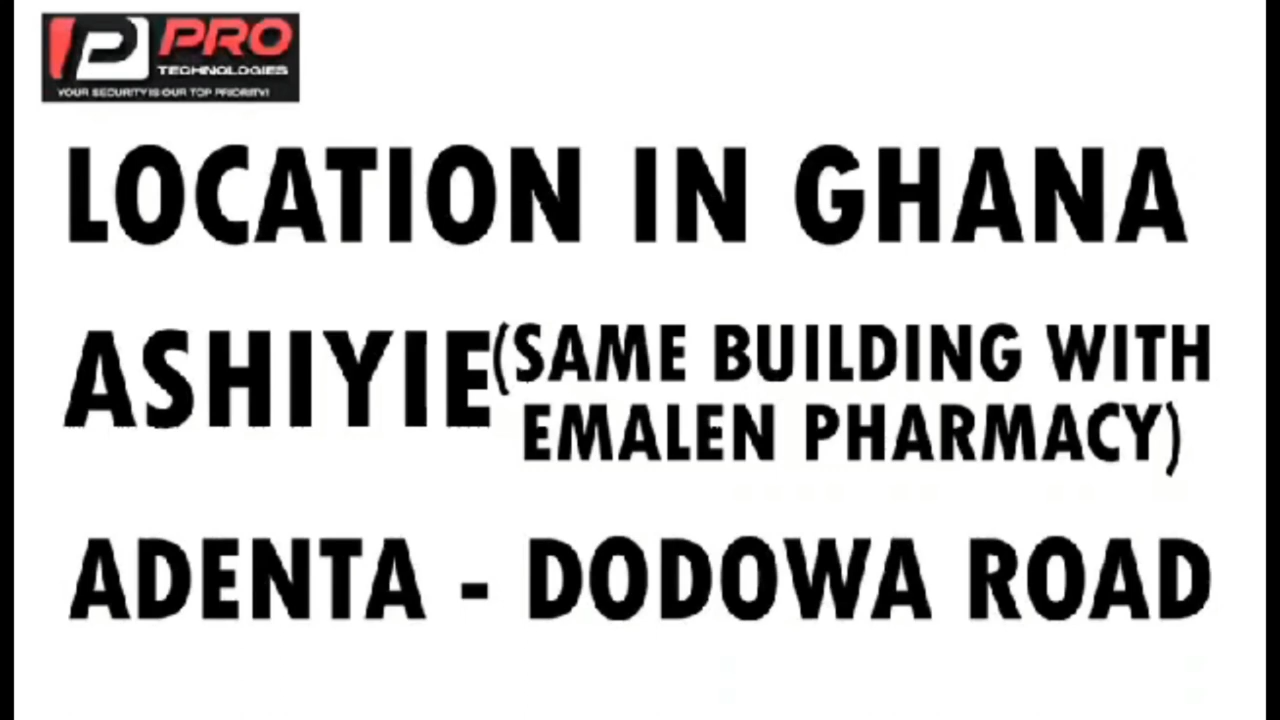 PRO
TECHNOLOGIES
YOUR SECURITY IS OUR TOP PRIORITY!
LOCATION IN GHANA
ASHIYIE (SAME BUILDING WITH
EMALEN PHARMACY)
ADENTA - DODOWA ROAD